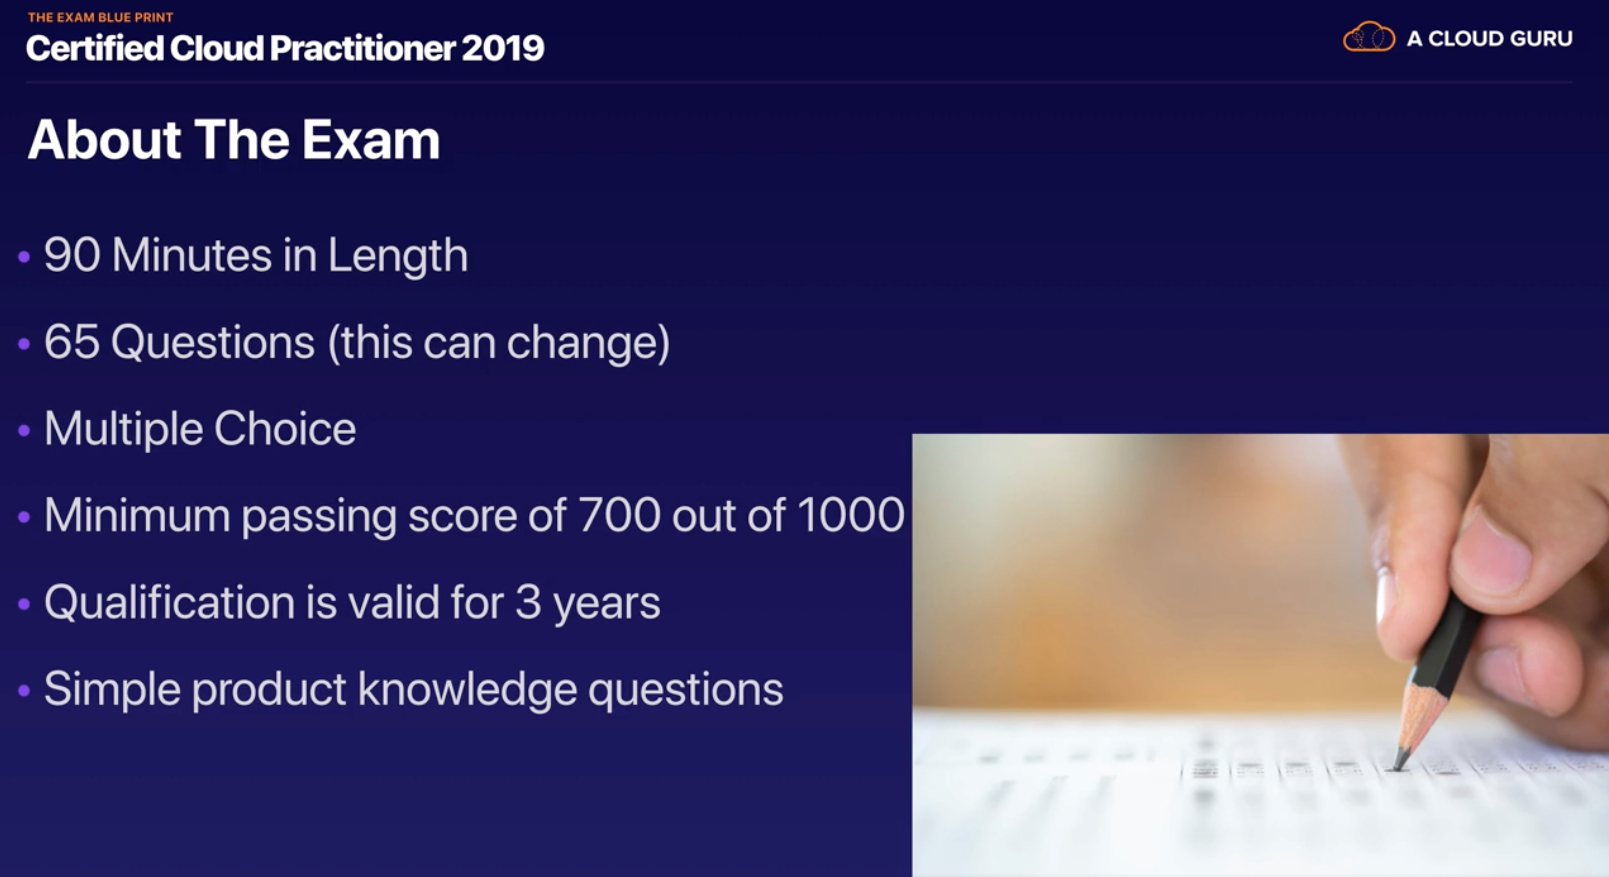 THE EXAM BLUE PRINT
Certified Cloud Practitioner 2019
A CLOUD GURU
About The Exam
• 90 Minutes in Length
• 65 Questions (this can change)
• Multiple Choice
• Minimum passing score of 700 out of 1000
• Qualification is valid for 3 years
• Simple product knowledge questions